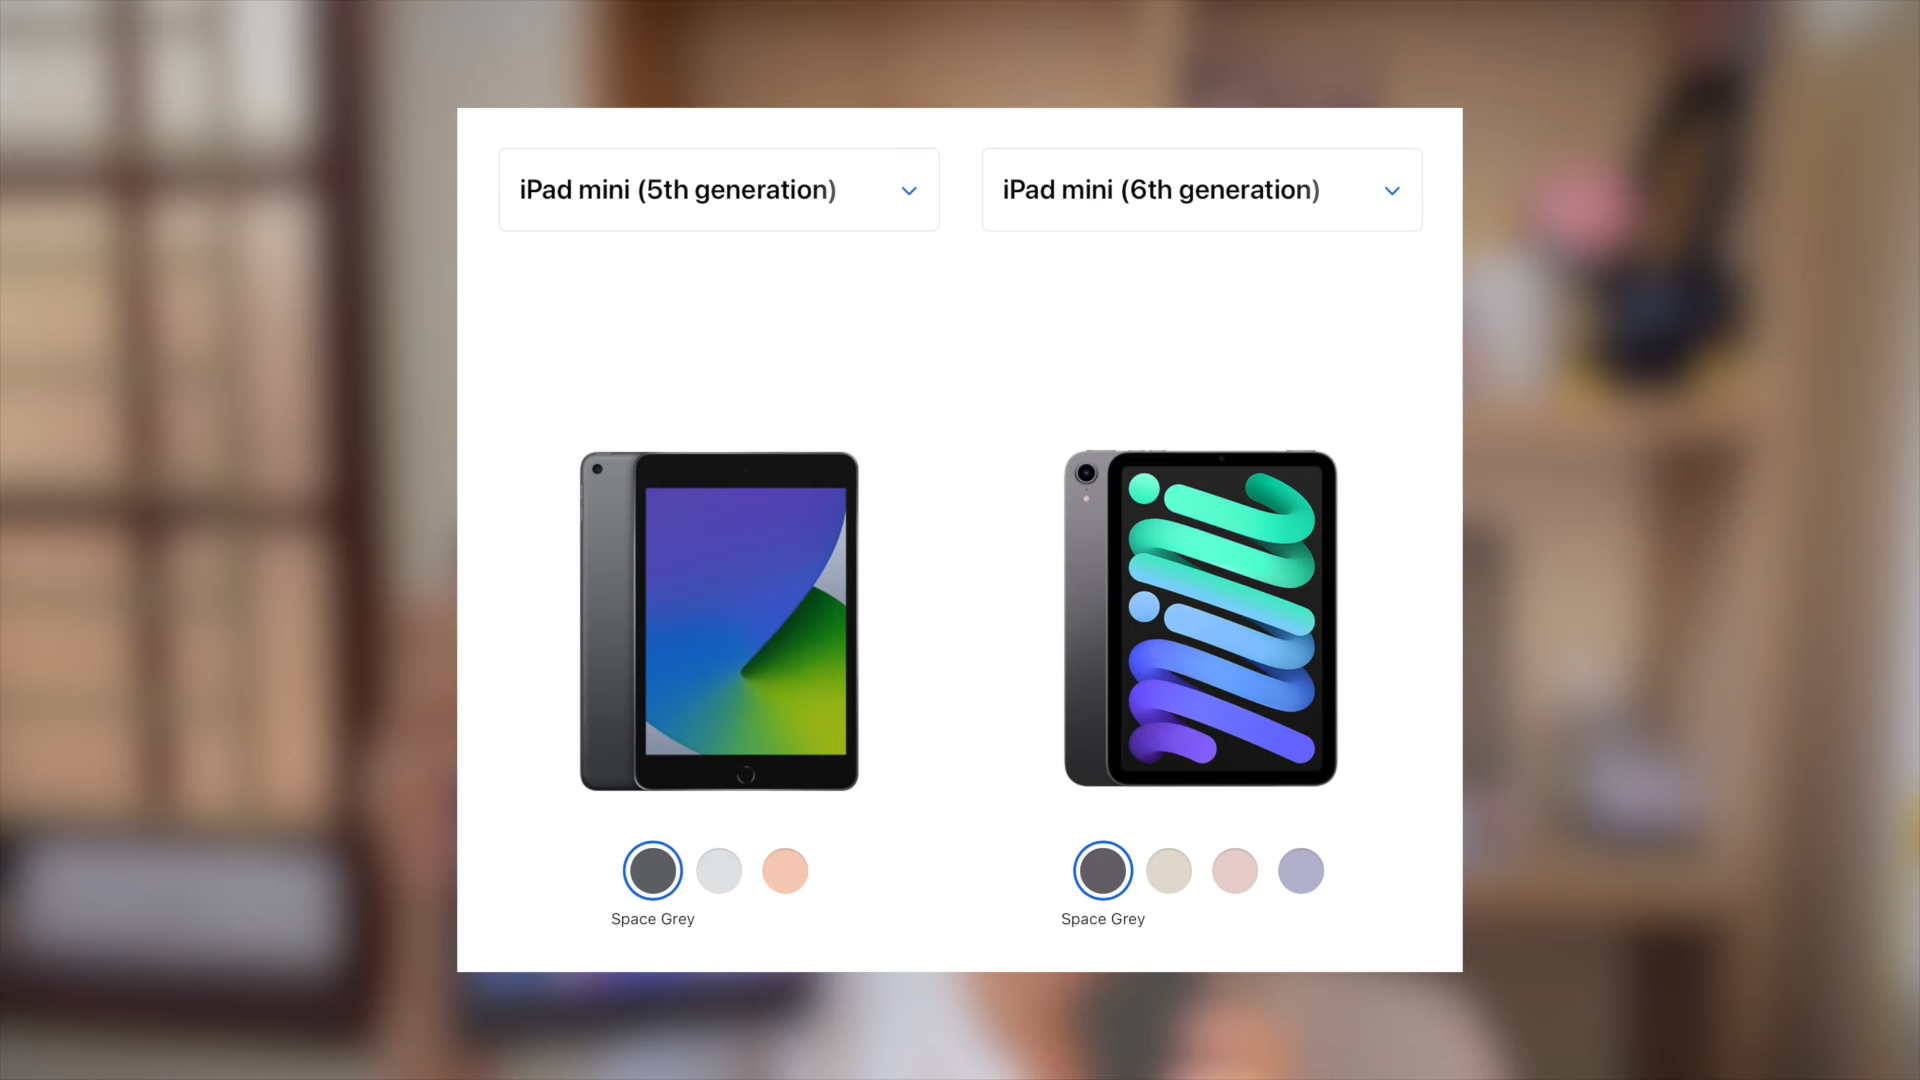 iPad mini (5th generation)
iPad mini (6th generation)
Space Grey
Space Grey